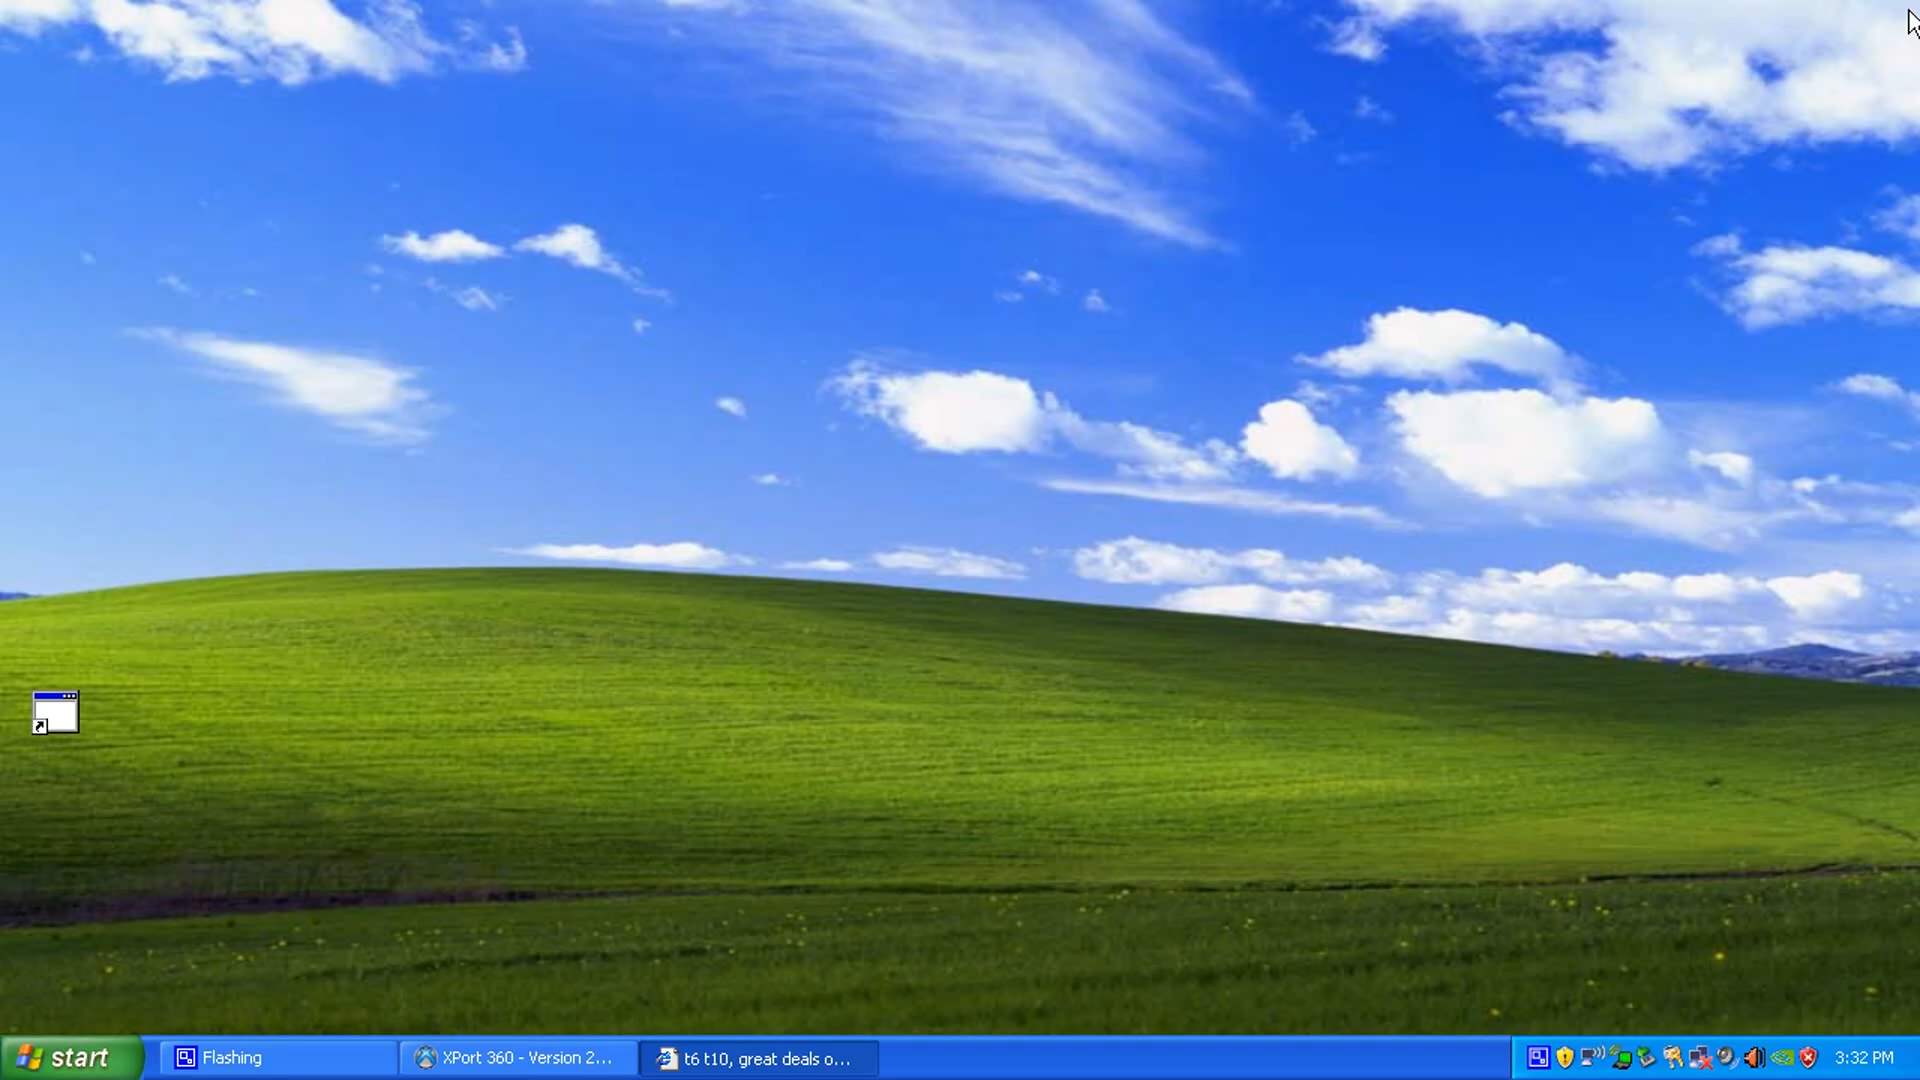 start
Flashing
XPort 360 - Version 2...
t6 t10, great deals o...
3:32 PM